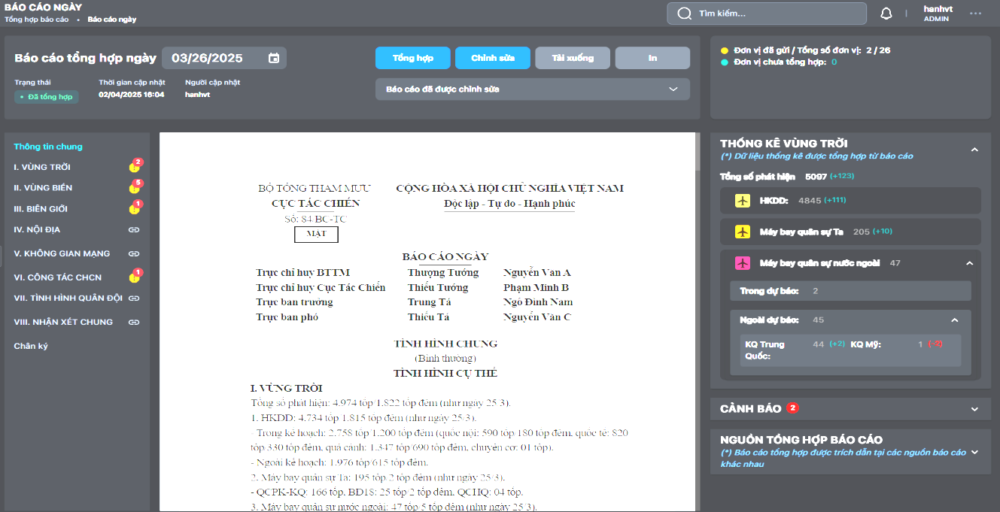 BÁO CÁO NGÀY
Tổng hợp báo cáo • Báo cáo ngày
Tìm kiếm...
hanhvt
ADMIN
Báo cáo tổng hợp ngày 03/26/2025
Tổng hợp Chỉnh sửa Tải xuống In
Trạng thái Thời gian cập nhật Người cập nhật
• Đã tổng hợp 02/04/2025 16:04 hanhvt
Báo cáo đã được chỉnh sửa
Đơn vị đã gửi / Tổng số đơn vị: 2 / 26
Đơn vị chưa tổng hợp: 0
Thông tin chung
I. VÙNG TRỜI 2
II. VÙNG BIỂN 5
III. BIÊN GIỚI 1
IV. NỘI ĐỊA
V. KHÔNG GIAN MẠNG
VI. CÔNG TÁC CHCN 1
VII. TÌNH HÌNH QUÂN ĐỘI
VIII. NHẬN XÉT CHUNG
Chân ký
BỘ TỔNG THAM MƯU CỘNG HÒA XÃ HỘI CHỦ NGHĨA VIỆT NAM
CỤC TÁC CHIẾN Độc lập - Tự do - Hạnh phúc
Số: 84/BC-TC
MẬT
BÁO CÁO NGÀY
Trực chỉ huy BTTM Thượng Tướng Nguyễn Van A
Trực chỉ huy Cục Tác Chiến Thiếu Tướng Phạm Minh B
Trực ban trưởng Trung Tá Ngô Đình Nam
Trực ban phó Thiếu Tá Nguyễn Văn C
TÌNH HÌNH CHUNG
(Bình thường)
TÌNH HÌNH CỤ THỂ
I. VÙNG TRỜI
Tổng số phát hiện: 4.974 tốp/1.822 tốp đêm (như ngày 25/3).
1. HKDD: 4.734 tốp/1.815 tốp đêm (như ngày 25/3).
- Trong kế hoạch: 2.758 tốp/1.200 tốp đêm (quốc nội: 590 tốp/180 tốp đêm, quốc tế: 820
tốp/330 tốp đêm, quá cảnh: 1.347 tốp/690 tốp đêm, chuyên cơ: 01 tốp).
- Ngoài kế hoạch: 1.976 tốp/615 tốp đêm.
2. Máy bay quân sự Ta: 195 tốp/2 tốp đêm (như ngày 25/3).
- QCPK-KQ: 166 tốp, BĐ18: 25 tốp/2 tốp đêm, QCHQ: 04 tốp.
3. Máy bay quân sự nước ngoài: 47 tốp/5 tốp đêm (như ngày 25/3).
THỐNG KÊ VÙNG TRỜI
(*) Dữ liệu thống kê được tổng hợp từ báo cáo
Tổng số phát hiện 5097 (+123)
HKDD: 4845 (+111)
Máy bay quân sự Ta 205 (+10)
Máy bay quân sự nước ngoài 47
Trong dự báo: 2
Ngoài dự báo: 45
KQ Trung Quốc: 44 (+2) KQ Mỹ: 1 (-2)
CẢNH BÁO 2
NGUỒN TỔNG HỢP BÁO CÁO
(*) Báo cáo tổng hợp được trích dẫn tại các nguồn báo cáo
khác nhau